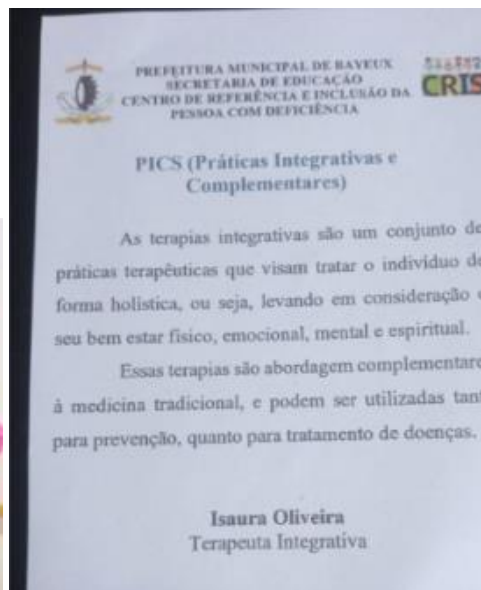 PREFEITURA MUNICIPAL DE BAYEUX
SECRETARIA DE EDUCAÇÃO
CENTRO DE REFERÊNCIA E INCLUSÃO DA
PESSOA COM DEFICIÊNCIA
CRIS
PICS (Práticas Integrativas e
Complementares)
As terapias integrativas são um conjunto de
práticas terapêuticas que visam tratar o indivíduo de
forma holística, ou seja, levando em consideração o
seu bem estar físico, emocional, mental e espiritual.
Essas terapias são abordagem complementare
à medicina tradicional, e podem ser utilizadas tant
para prevenção, quanto para tratamento de doenças.
Isaura Oliveira
Terapeuta Integrativa